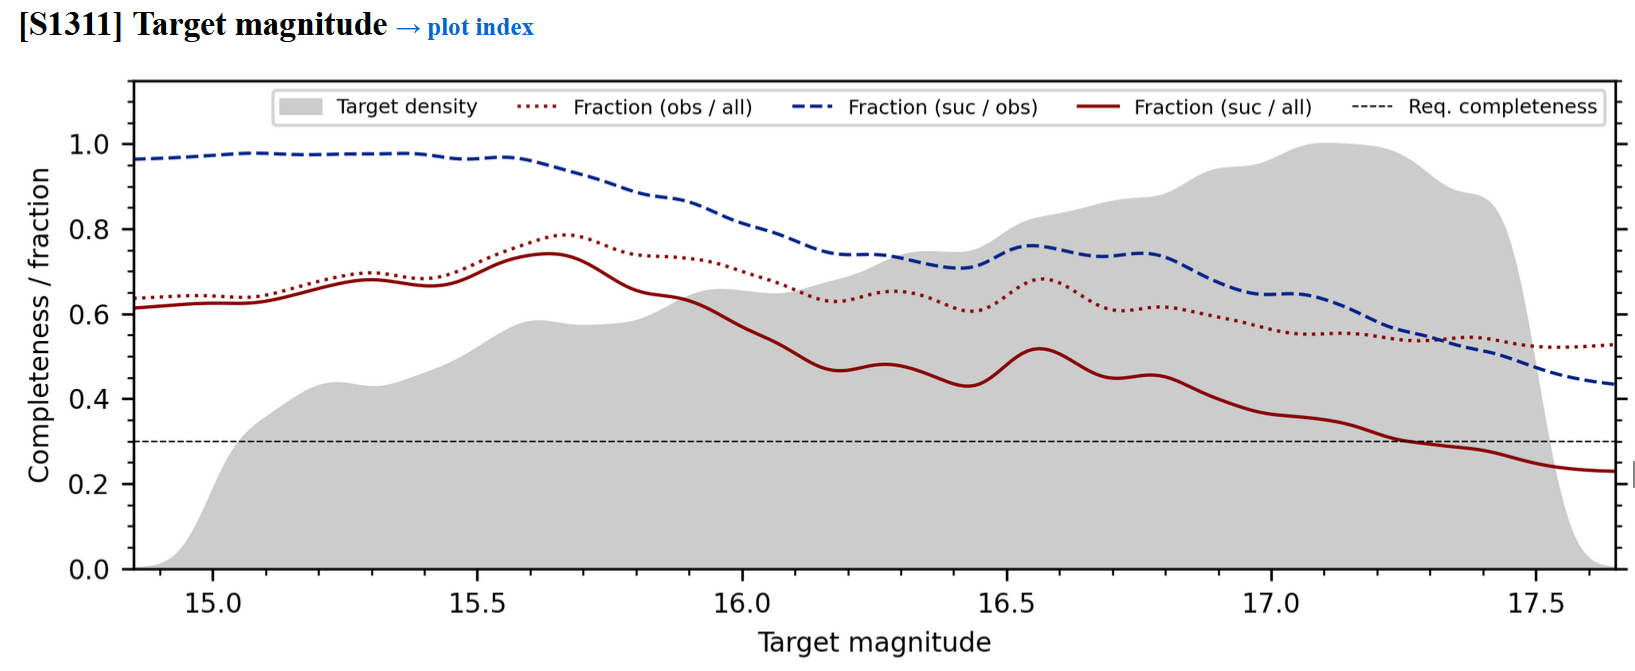 [S1311] Target magnitude → plot index
Target density Fraction (obs / all) Fraction (suc / obs) Fraction (suc / all) Req. completeness
1.0
0.8
0.6
0.4
0.2
0.0
Completeness / fraction
15.0 15.5 16.0 16.5 17.0 17.5
Target magnitude